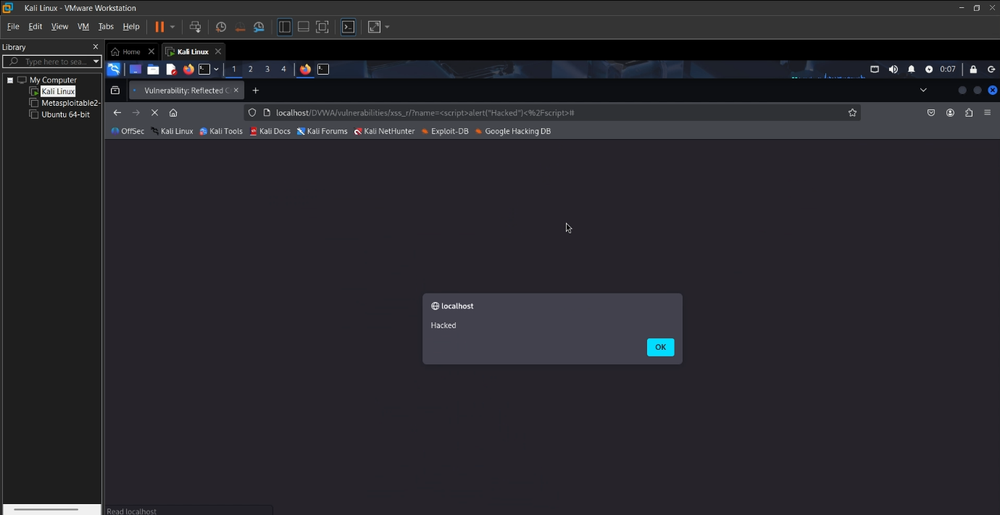 Kali Linux - VMware Workstation
File Edit View VM Tabs Help
Library
Home Kali Linux
Type here to sea...
1 2 3 4 0:07
My Computer
Kali Linux
Metasploitable2-
Ubuntu 64-bit
Vulnerability: Reflected C
localhost/DVWA/vulnerabilities/xss_r/?name=<script>alert("Hacked")<%2Fscript>#
OffSec Kali Linux Kali Tools Kali Docs Kali Forums Kali NetHunter Exploit-DB Google Hacking DB
localhost
Hacked
OK
Read localhost